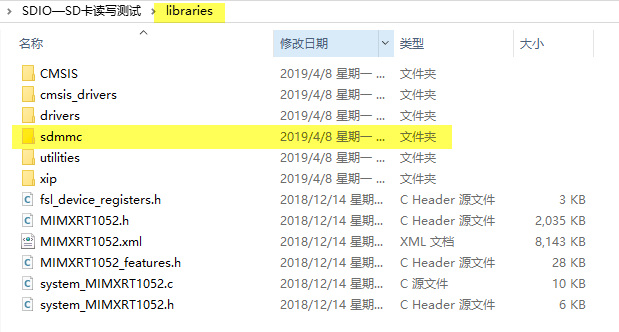 SDIO—SD卡读写测试 > libraries
名称 修改日期 类型 大小
CMSIS 2019/4/8 星期一 ... 文件夹
cmsis_drivers 2019/4/8 星期一 ... 文件夹
drivers 2019/4/8 星期一 ... 文件夹
sdmmc 2019/4/8 星期一 ... 文件夹
utilities 2019/4/8 星期一 ... 文件夹
xip 2019/4/8 星期一 ... 文件夹
fsl_device_registers.h 2018/12/14 星期... C Header 源文件 3 KB
MIMXRT1052.h 2018/12/14 星期... C Header 源文件 2,035 KB
MIMXRT1052.xml 2018/12/14 星期... XML 文档 8,143 KB
MIMXRT1052_features.h 2018/12/14 星期... C Header 源文件 28 KB
system_MIMXRT1052.c 2018/12/14 星期... C 源文件 10 KB
system_MIMXRT1052.h 2018/12/14 星期... C Header 源文件 6 KB